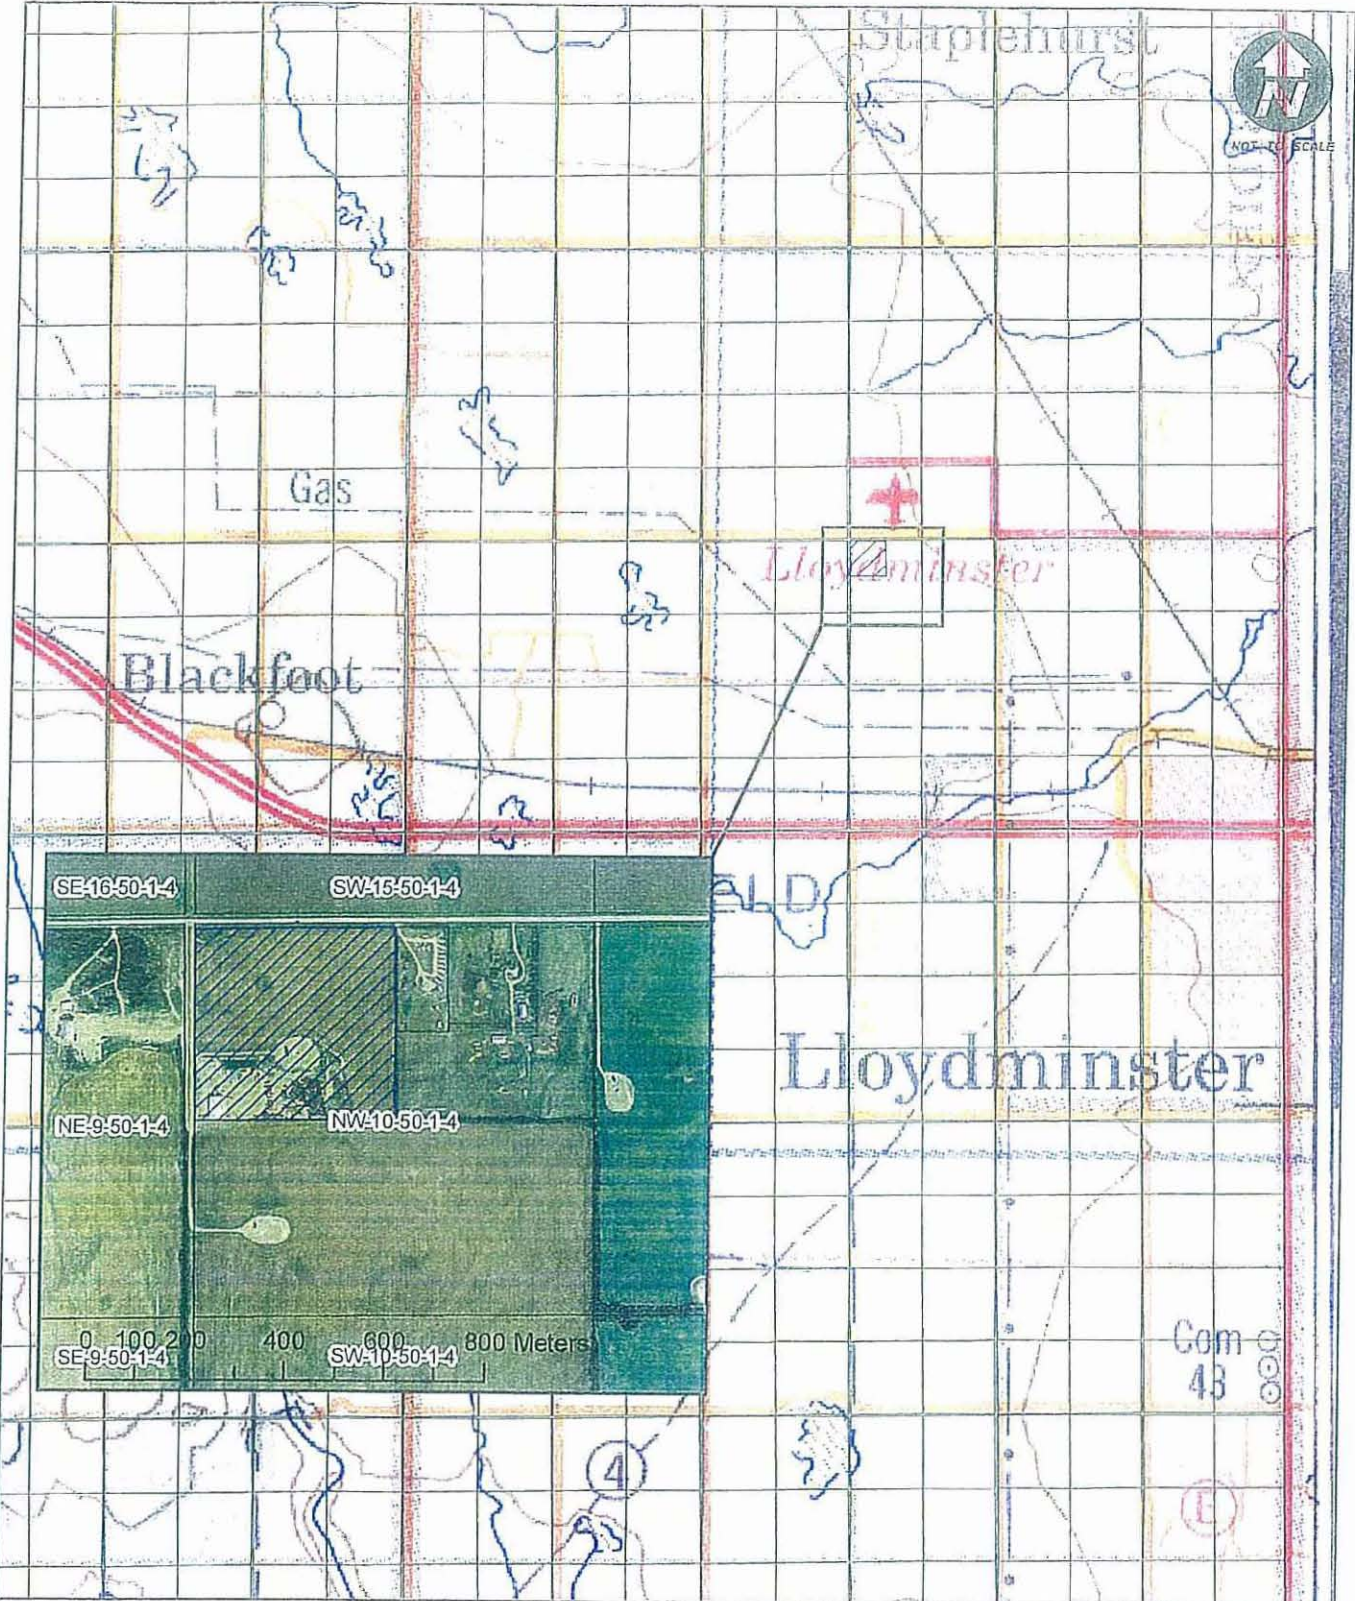 Staplehurst
N
NOT TO SCALE
Gas
Lloydminster
Blackfoot
ELD
SE-16-50-1-4
SW-15-50-1-4
NE-9-50-1-4
NW-10-50-1-4
Lloydminster
0 100 200 400 600 800 Meters
SE-9-50-1-4
SW-10-50-1-4
Com
43
4
E